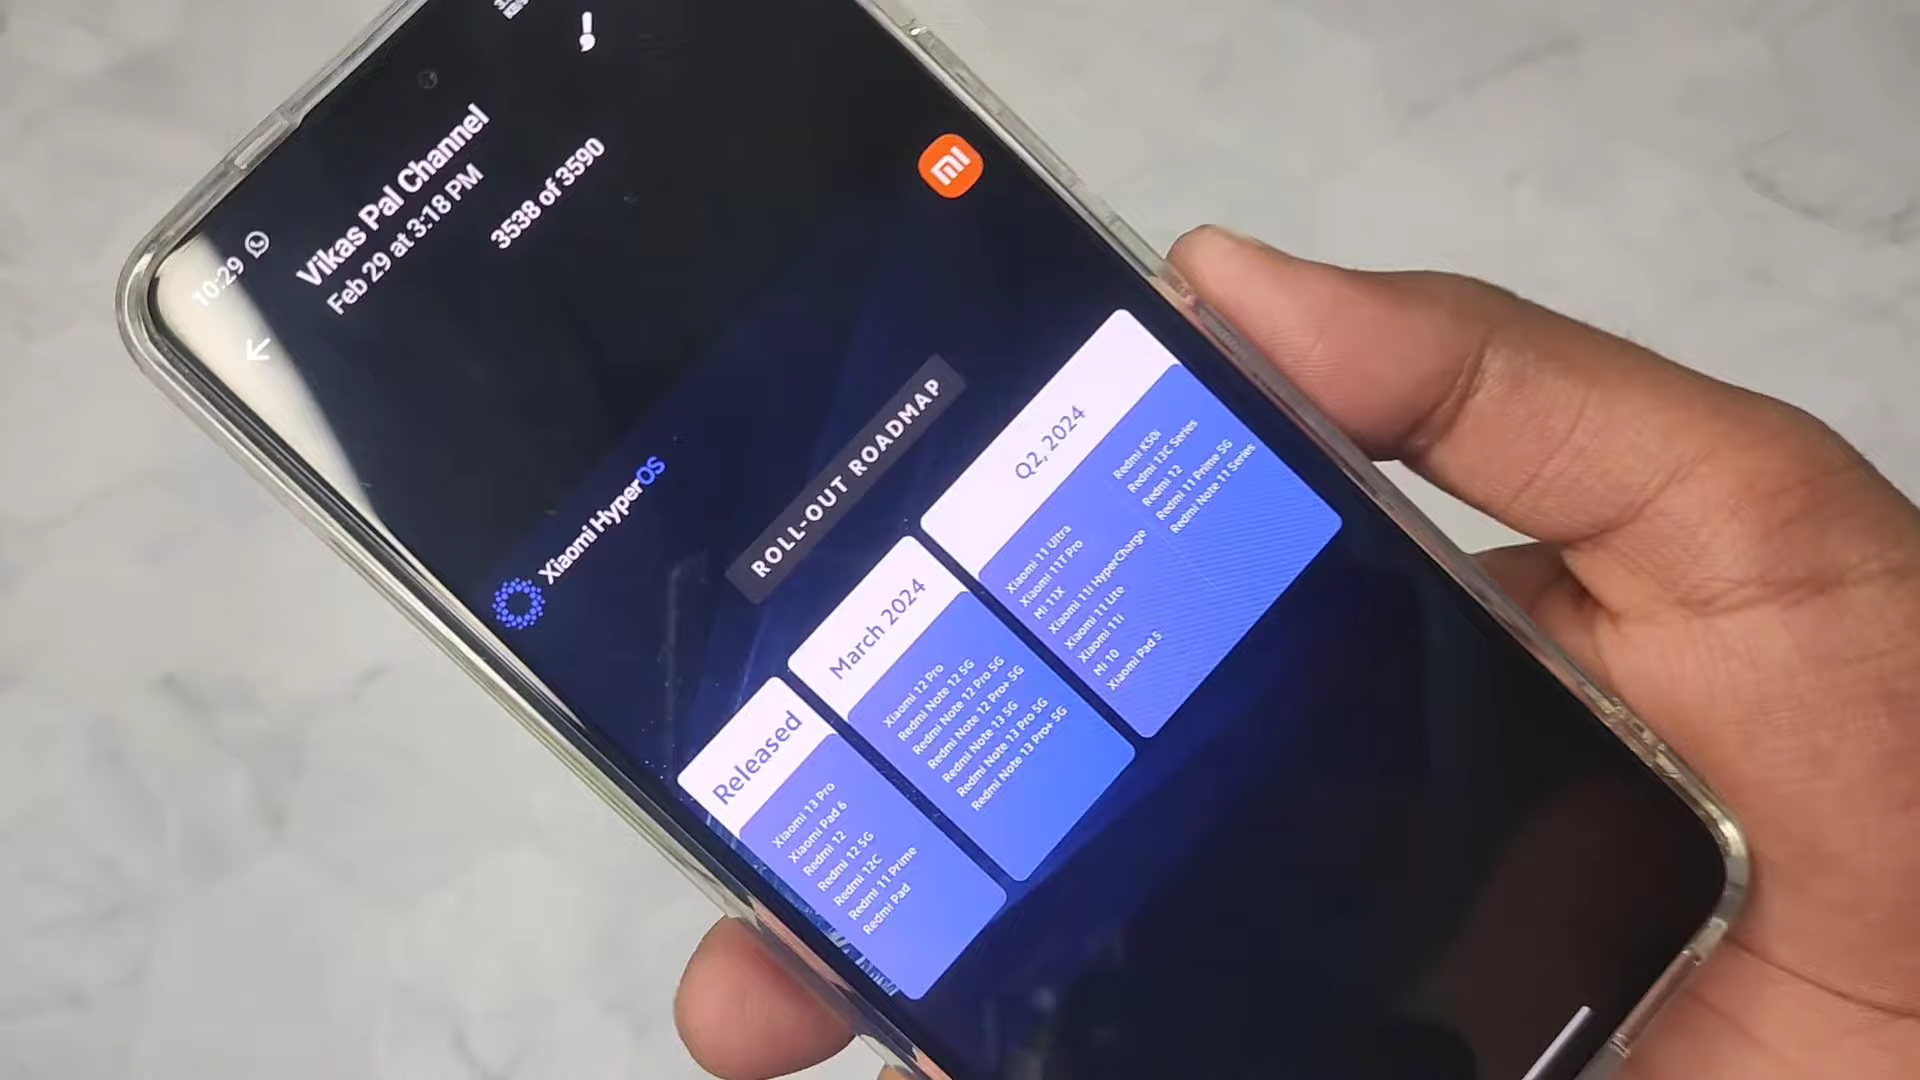 10:29
Vikas Pal Channel
Feb 29 at 3:18 PM
3538 of 3590
Xiaomi HyperOS
ROLL-OUT ROADMAP
Released
Xiaomi 13 Pro
Xiaomi Pad 6
Redmi 12
Redmi 12 5G
Redmi 12C
Redmi 11 Prime
Redmi Pad
March 2024
Xiaomi 12 Pro
Redmi Note 12 5G
Redmi Note 12 Pro 5G
Redmi Note 12 Pro+ 5G
Redmi Note 13 5G
Redmi Note 13 Pro 5G
Redmi Note 13 Pro+ 5G
Q2, 2024
Xiaomi 11 Ultra
Xiaomi 11T Pro
Mi 11X
Xiaomi 11i HyperCharge
Xiaomi 11 Lite
Xiaomi 11i
Mi 10
Xiaomi Pad 5
Redmi K50i
Redmi 13C Series
Redmi 12
Redmi 11 Prime 5G
Redmi Note 11 Series